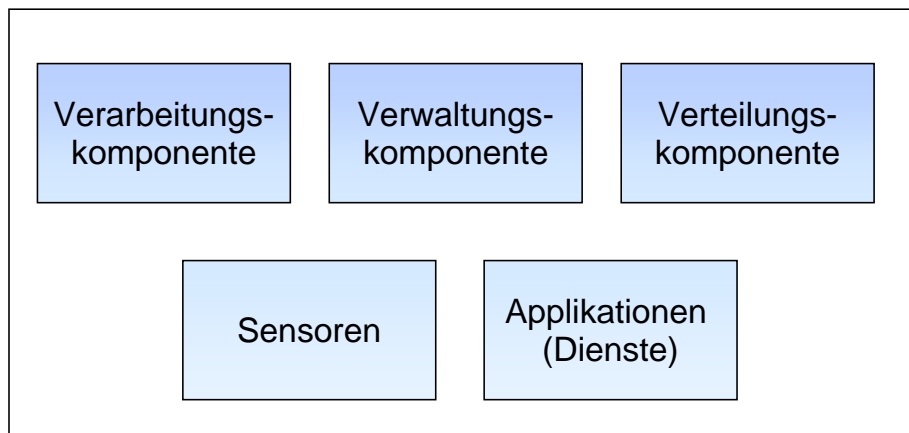 Verarbeitungs-
komponente
Verwaltungs-
komponente
Verteilungs-
komponente
Sensoren
Applikationen
(Dienste)